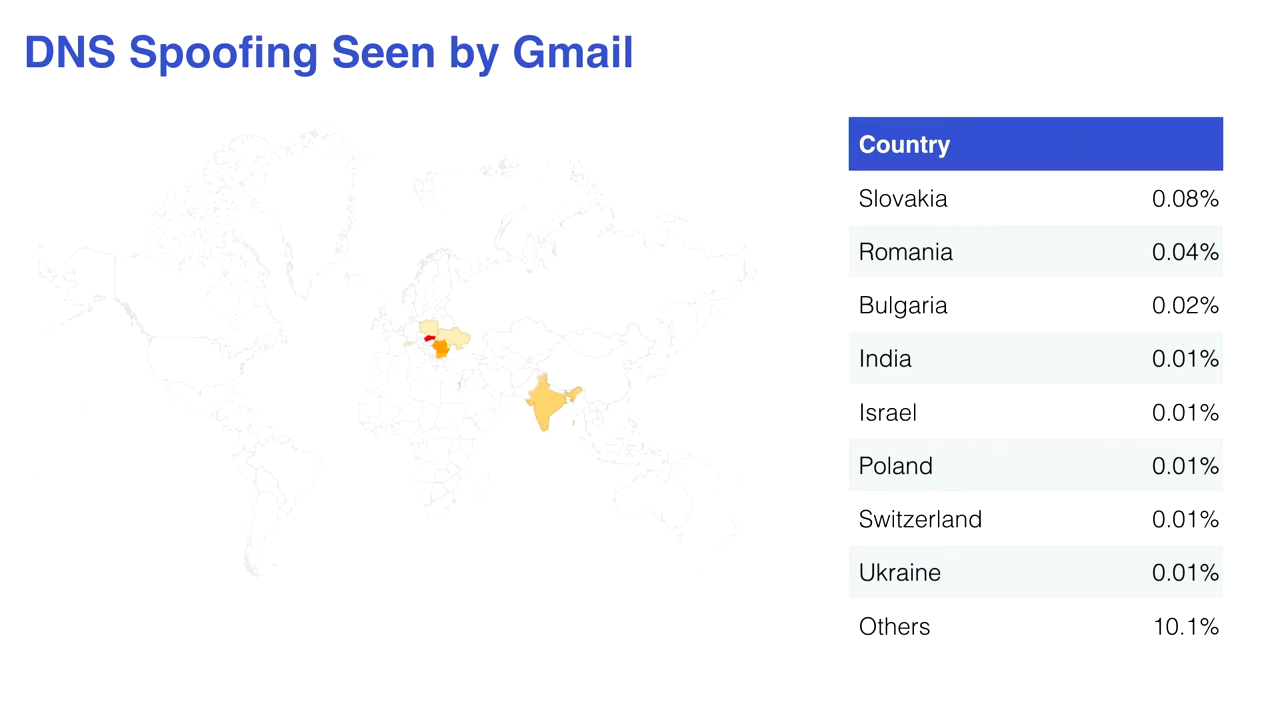 DNS Spoofing Seen by Gmail
Country
Slovakia 0.08%
Romania 0.04%
Bulgaria 0.02%
India 0.01%
Israel 0.01%
Poland 0.01%
Switzerland 0.01%
Ukraine 0.01%
Others 10.1%